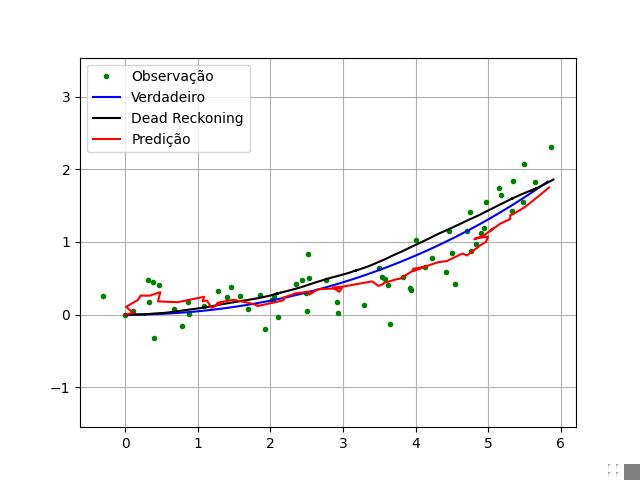 Observação
Verdadeiro
Dead Reckoning
Predição
3
2
1
0
−1
0 1 2 3 4 5 6